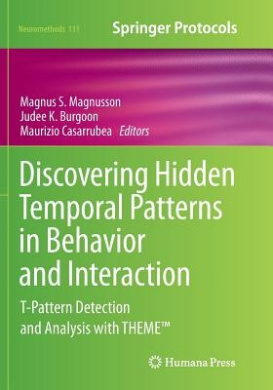 Neuromethods 111
Springer Protocols
Magnus S. Magnusson
Judee K. Burgoon
Maurizio Casarrubea Editors
Discovering Hidden
Temporal Patterns
in Behavior
and Interaction
T-Pattern Detection
and Analysis with THEME™
Humana Press